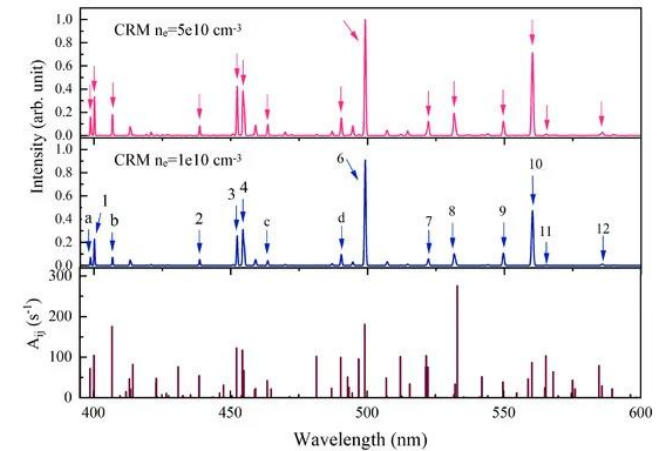 Intensity (arb. unit)
1.0
0.8
0.6
0.4
0.2
0.0
CRM nₑ=5e10 cm⁻³
1.0
0.8
0.6
0.4
0.2
0.0
CRM nₑ=1e10 cm⁻³
a 1 b 2 3 4 c d 6 7 8 9 10 11 12
Aᵢⱼ (s⁻¹)
300
200
100
0
400 450 500 550 600
Wavelength (nm)